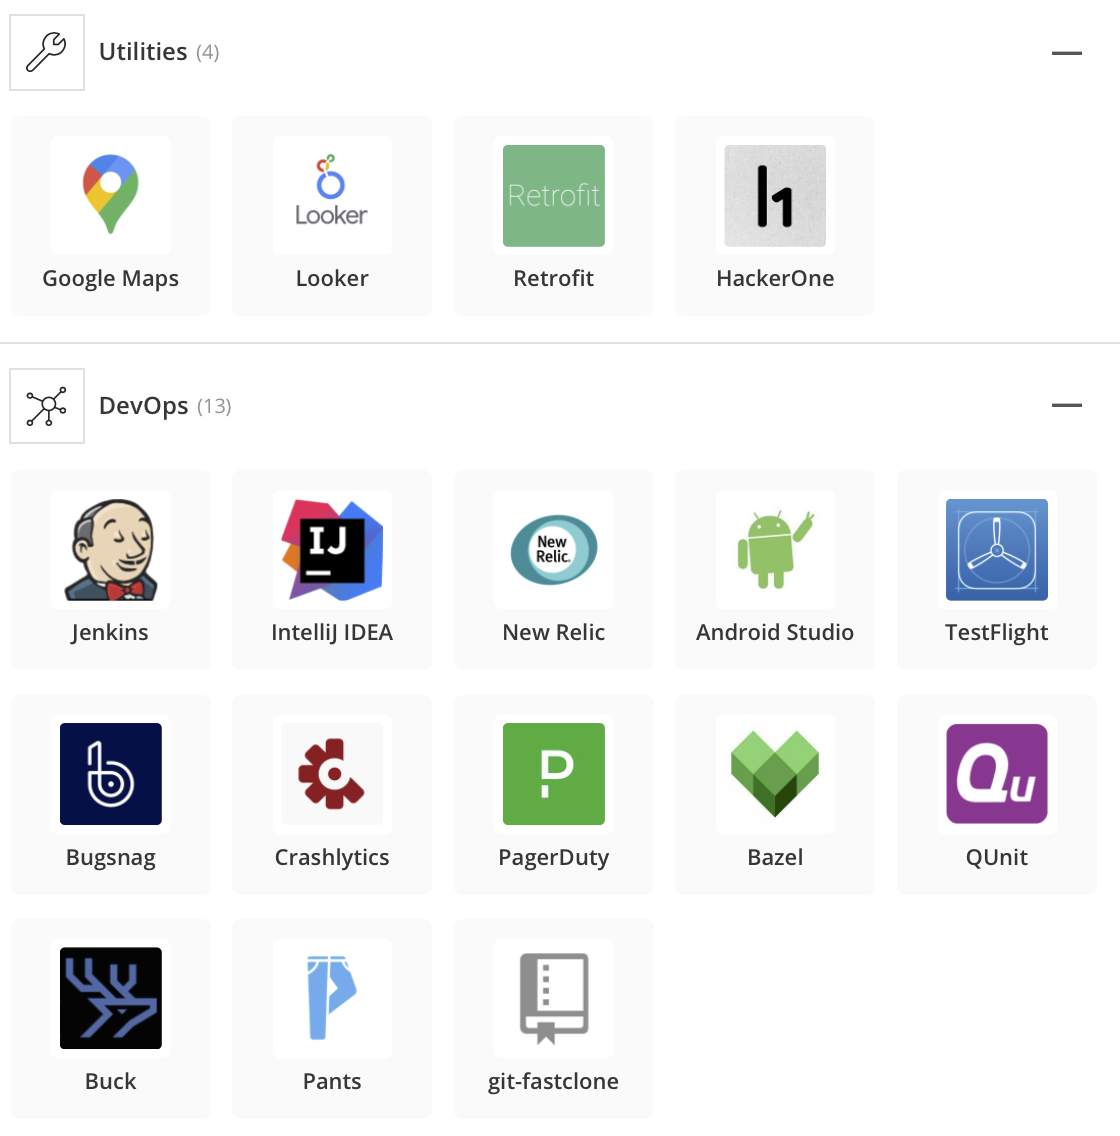 Utilities (4)
Looker
Retrofit
h1
Google Maps
Looker
Retrofit
HackerOne
DevOps (13)
IJ
New
Relic.
Jenkins
IntelliJ IDEA
New Relic
Android Studio
TestFlight
b
P
Qu
Bugsnag
Crashlytics
PagerDuty
Bazel
QUnit
Buck
Pants
git-fastclone